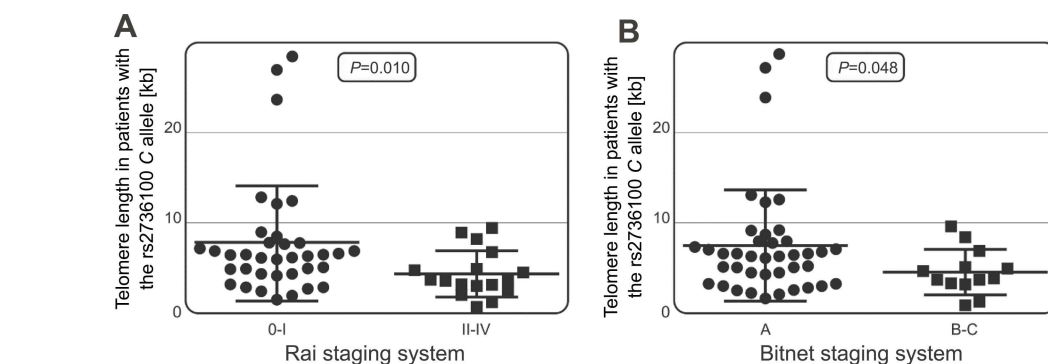 A
Telomere length in patients with
the rs2736100 C allele [kb]
P=0.010
20
10
0
0-I
II-IV
Rai staging system
B
Telomere length in patients with
the rs2736100 C allele [kb]
P=0.048
20
10
0
A
B-C
Bitnet staging system